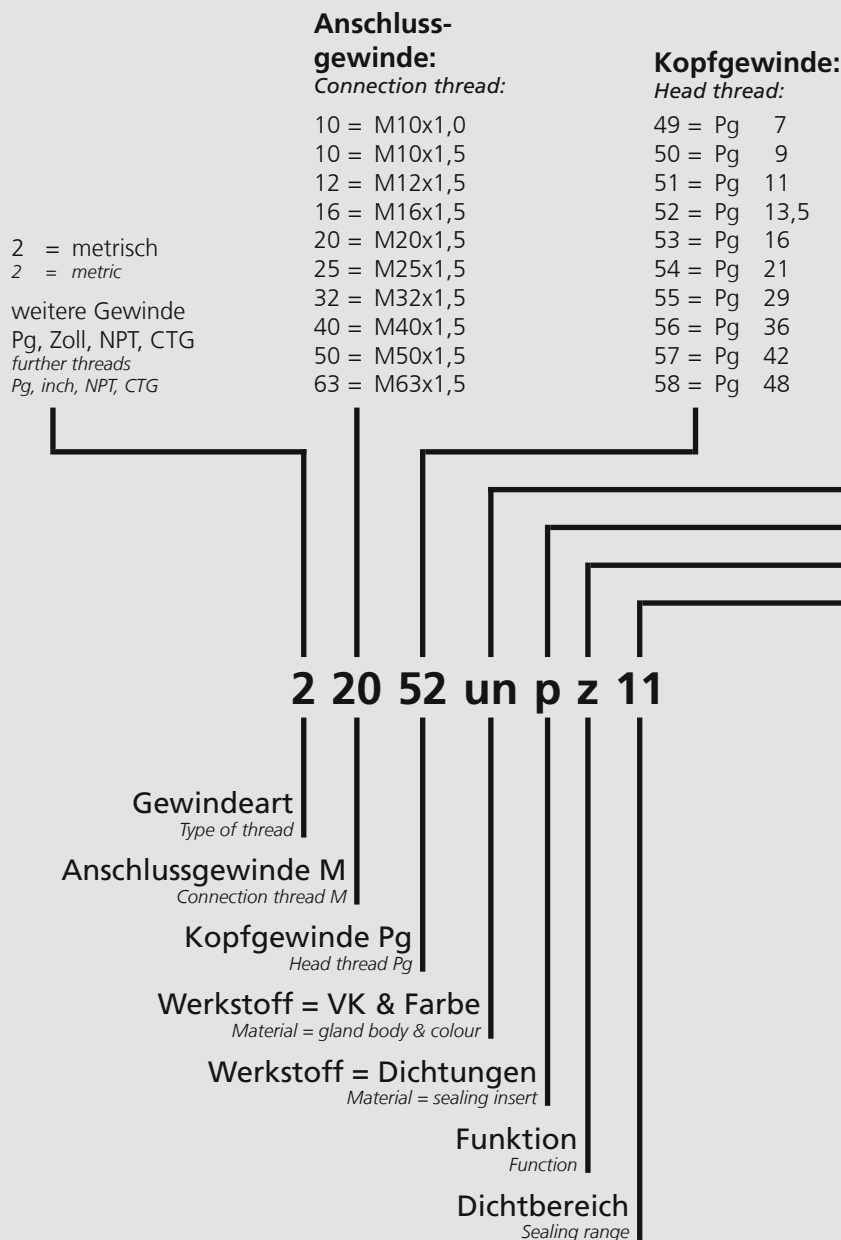 Anschluss-
gewinde:
Connection thread:
10 = M10x1,0
10 = M10x1,5
12 = M12x1,5
16 = M16x1,5
20 = M20x1,5
25 = M25x1,5
32 = M32x1,5
40 = M40x1,5
50 = M50x1,5
63 = M63x1,5
Kopfgewinde:
Head thread:
49 = Pg 7
50 = Pg 9
51 = Pg 11
52 = Pg 13,5
53 = Pg 16
54 = Pg 21
55 = Pg 29
56 = Pg 36
57 = Pg 42
58 = Pg 48
2 = metrisch
2 = metric
weitere Gewinde
Pg, Zoll, NPT, CTG
further threads
Pg, inch, NPT, CTG
2 20 52 un p z 11
Gewindeart
Type of thread
Anschlussgewinde M
Connection thread M
Kopfgewinde Pg
Head thread Pg
Werkstoff = VK & Farbe
Material = gland body & colour
Werkstoff = Dichtungen
Material = sealing insert
Funktion
Function
Dichtbereich
Sealing range